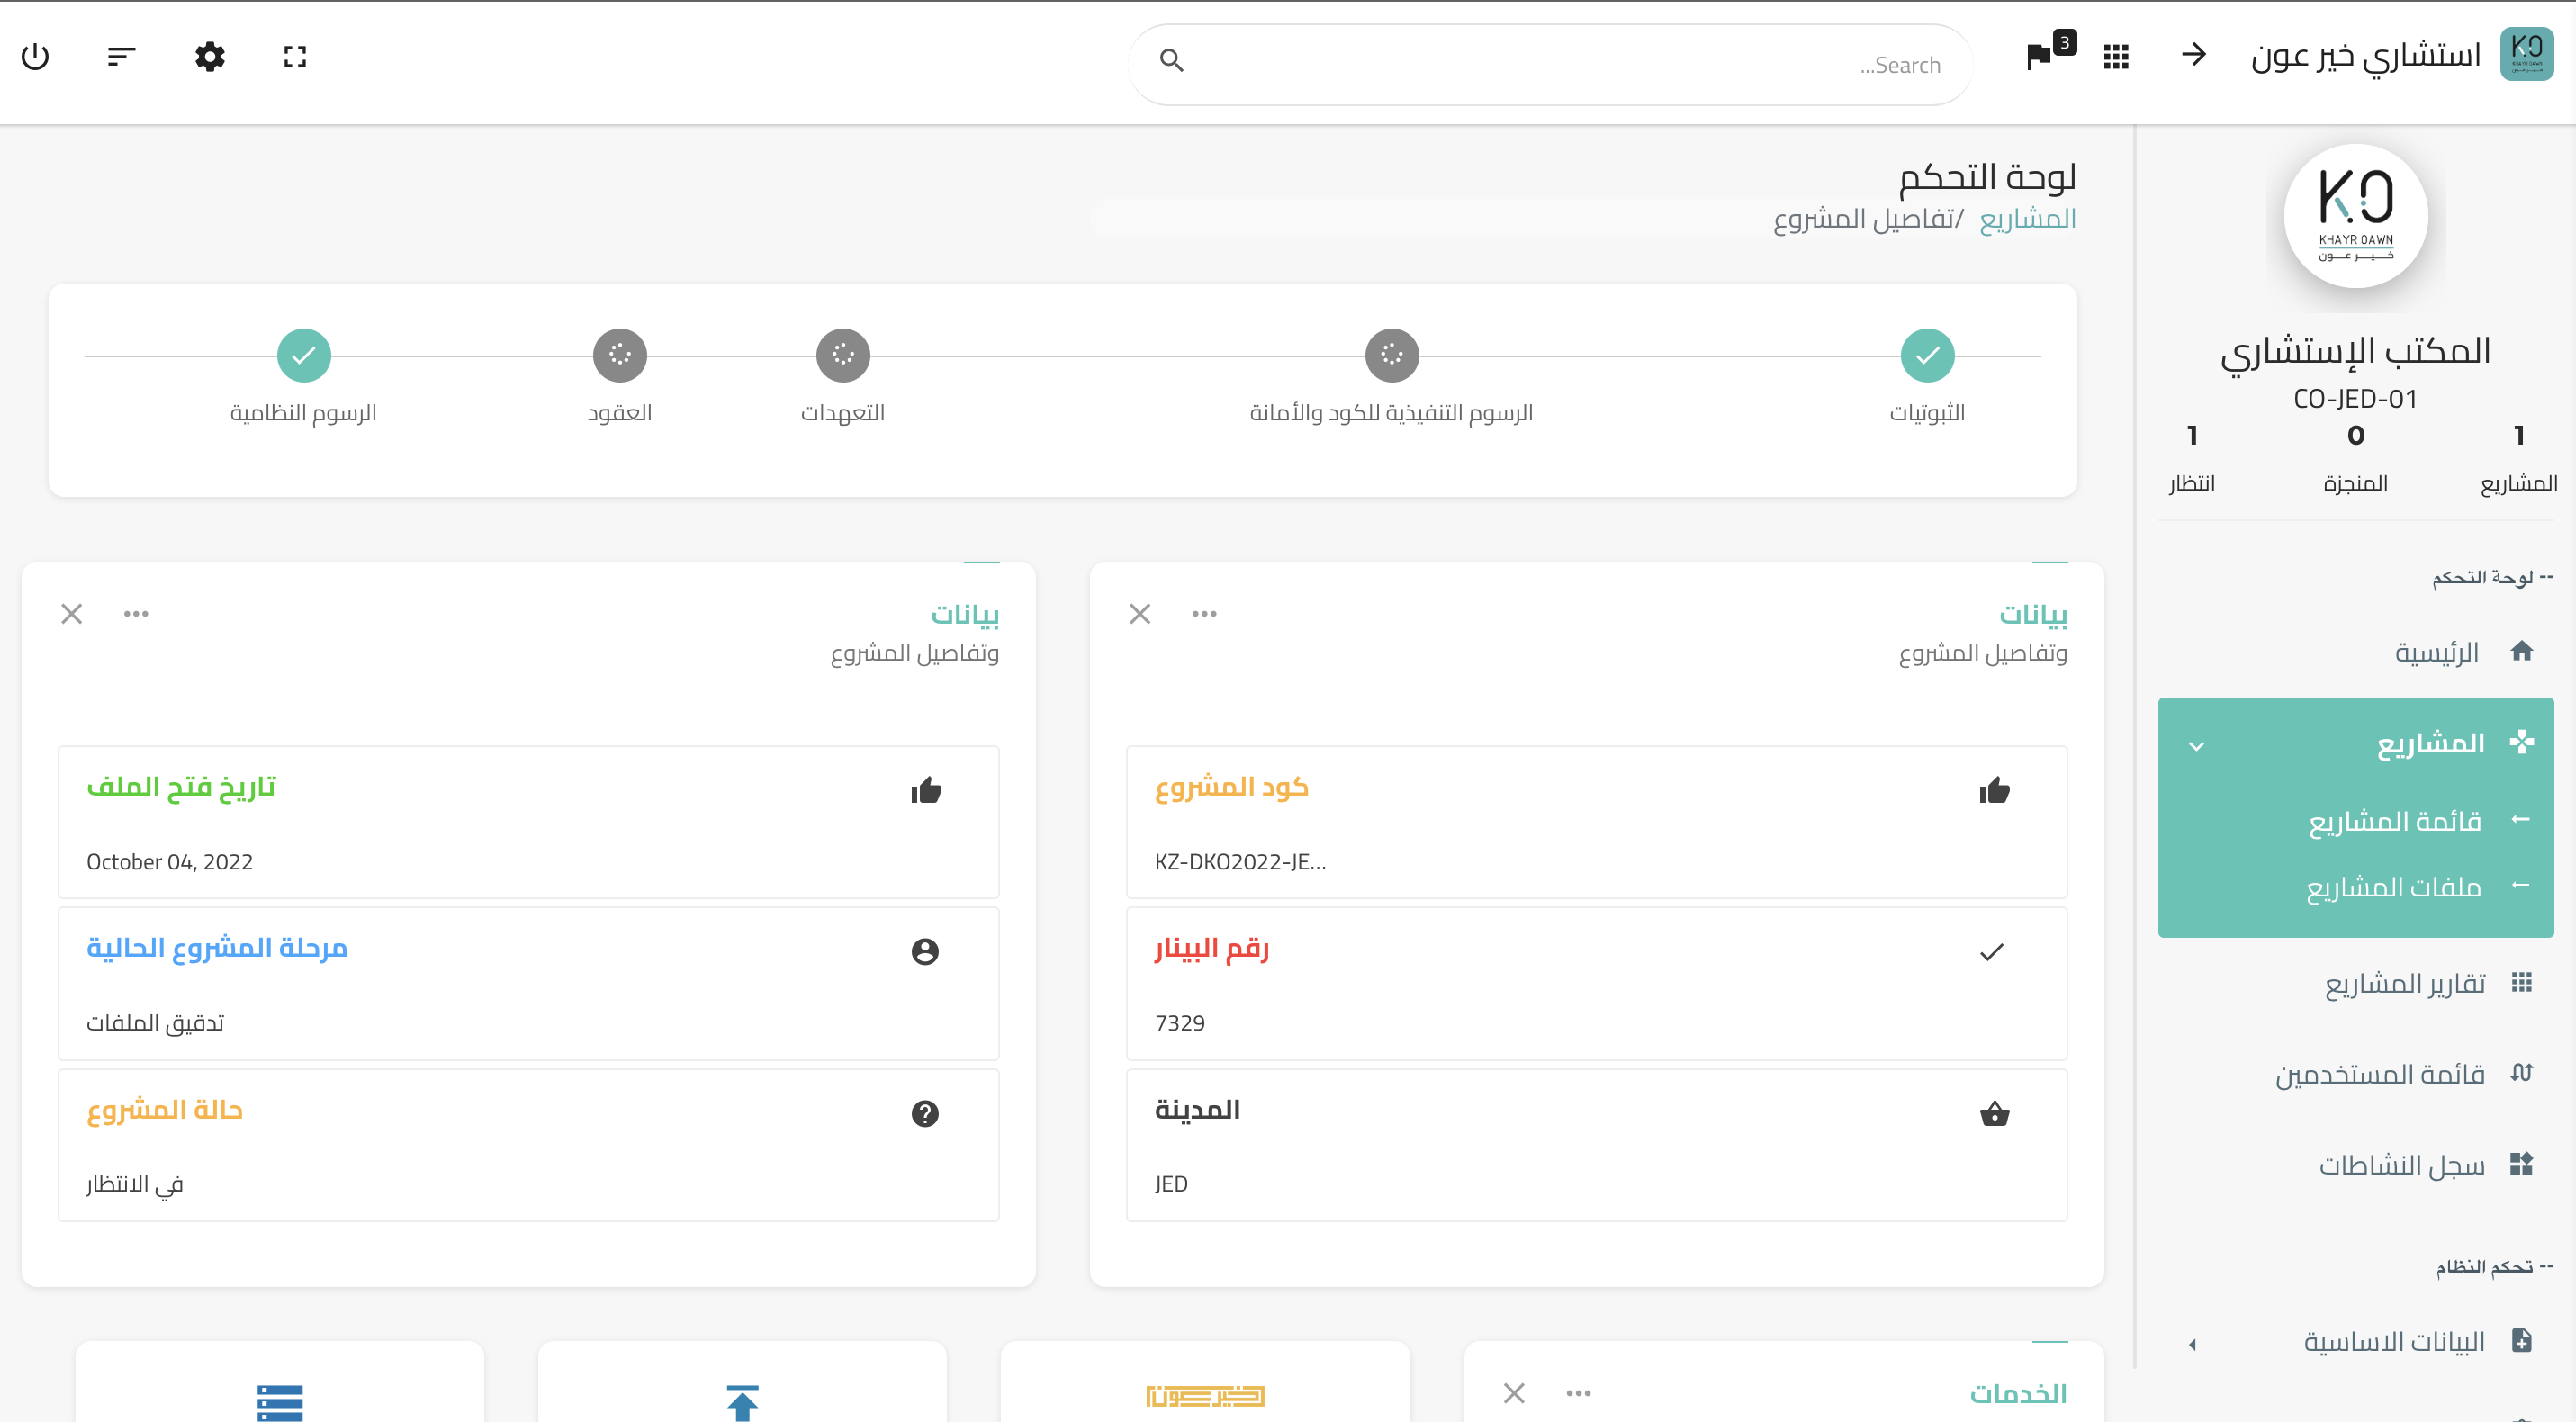 KO
استشاري خير عون
3
Search...
KO
KHAYR OAWN
خير عون
المكتب الإستشاري
CO-JED-01
1 0 1
المشاريع المنجزة انتظار
-- لوحة التحكم
الرئيسية
المشاريع
قائمة المشاريع
ملفات المشاريع
تقارير المشاريع
قائمة المستخدمين
سجل النشاطات
-- تحكم النظام
البيانات الاساسية
لوحة التحكم
المشاريع /تفاصيل المشروع
الثبوتيات
الرسوم التنفيذية للكود والأمانة
التعهدات
العقود
الرسوم النظامية
بيانات
وتفاصيل المشروع
كود المشروع
KZ-DKO2022-JE...
رقم البينار
7329
المدينة
JED
بيانات
وتفاصيل المشروع
تاريخ فتح الملف
October 04, 2022
مرحلة المشروع الحالية
تدقيق الملفات
حالة المشروع
في الانتظار
الخدمات